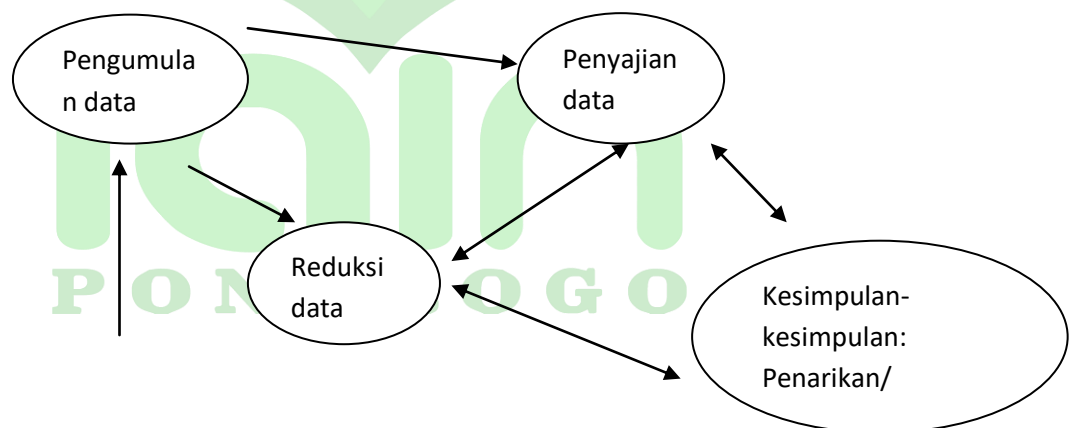 Pengumula
n data
Penyajian
data
Reduksi
data
Kesimpulan-
kesimpulan:
Penarikan/